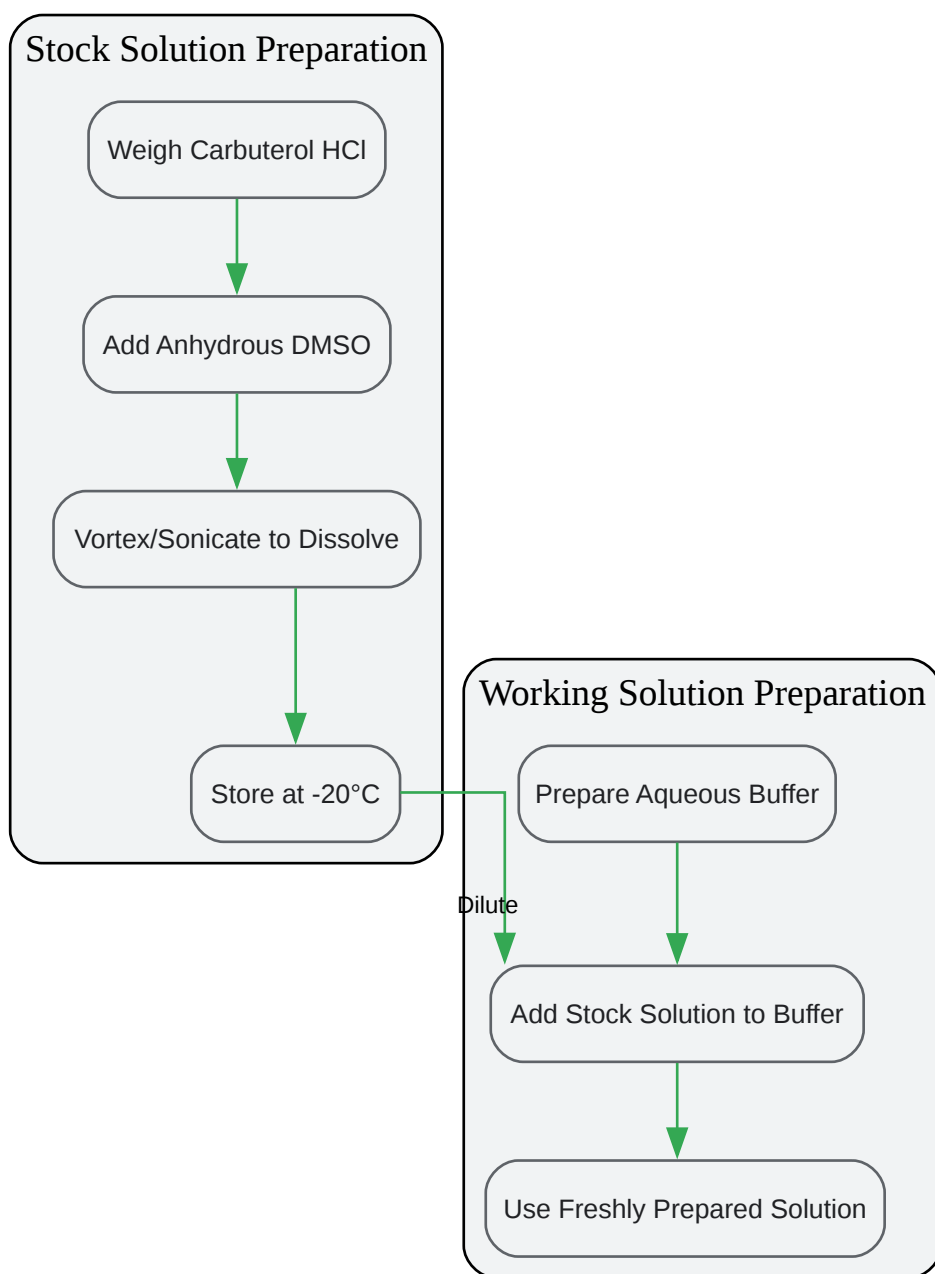 Stock Solution Preparation
Weigh Carbuterol HCl
Add Anhydrous DMSO
Vortex/Sonicate to Dissolve
Store at -20°C
Working Solution Preparation
Prepare Aqueous Buffer
Dilute
Add Stock Solution to Buffer
Use Freshly Prepared Solution